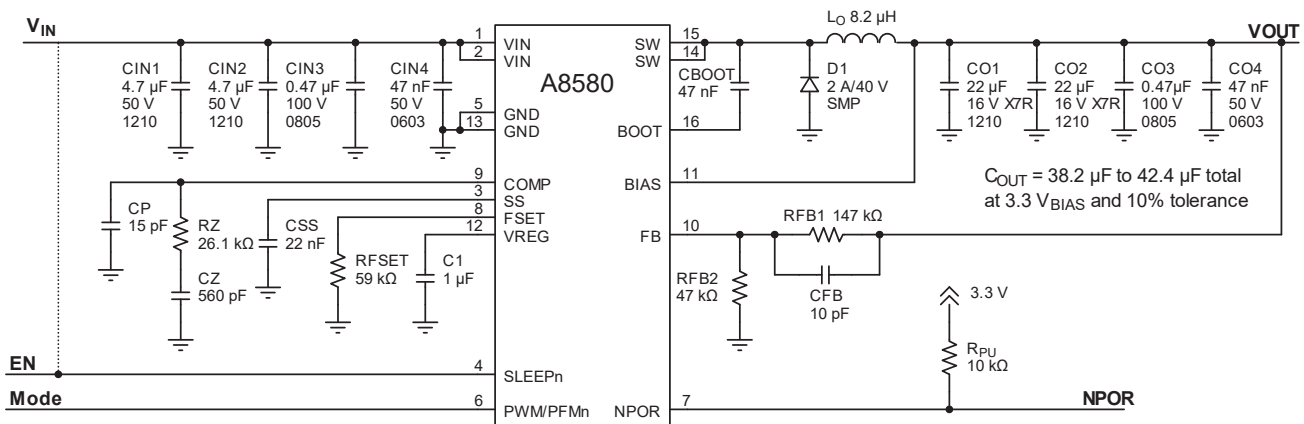 V_IN
CIN1
4.7 µF
50 V
1210
CIN2
4.7 µF
50 V
1210
CIN3
0.47 µF
100 V
0805
CIN4
47 nF
50 V
0603
1
VIN
2
VIN
5
GND
13
GND
A8580
15
SW
14
SW
16
BOOT
11
BIAS
10
FB
CBOOT
47 nF
L_O 8.2 µH
D1
2 A/40 V
SMP
VOUT
CO1
22 µF
16 V X7R
1210
CO2
22 µF
16 V X7R
1210
CO3
0.47µF
100 V
0805
CO4
47 nF
50 V
0603
C_OUT = 38.2 µF to 42.4 µF total
at 3.3 V_BIAS and 10% tolerance
9
COMP
3
SS
8
FSET
12
VREG
CP
15 pF
RZ
26.1 kΩ
CZ
560 pF
CSS
22 nF
RFSET
59 kΩ
C1
1 µF
RFB1 147 kΩ
RFB2
47 kΩ
CFB
10 pF
3.3 V
R_PU
10 kΩ
EN
4
SLEEPn
Mode
6
PWM/PFMn
7
NPOR
NPOR